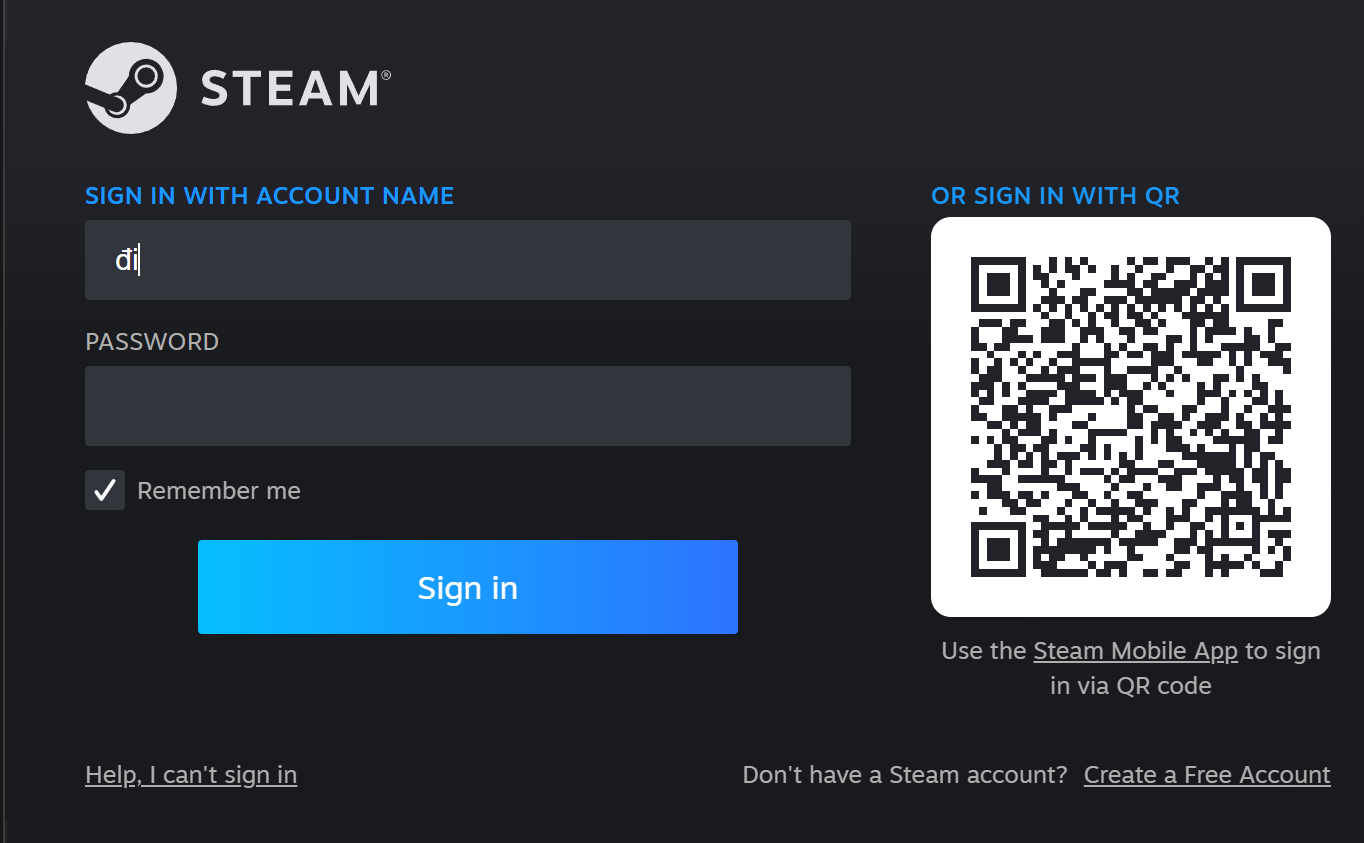 STEAM®
SIGN IN WITH ACCOUNT NAME
đi
PASSWORD
Remember me
Sign in
OR SIGN IN WITH QR
Use the Steam Mobile App to sign
in via QR code
Help, I can't sign in
Don't have a Steam account? Create a Free Account